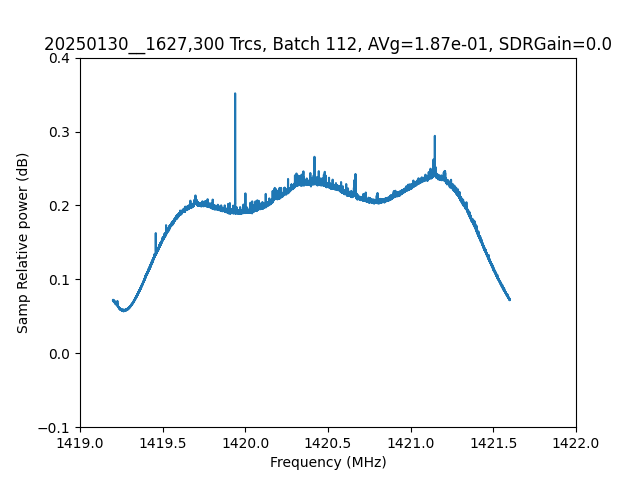 20250130__1627,300 Trcs, Batch 112, AVg=1.87e-01, SDRGain=0.0
0.4
0.3
0.2
0.1
0.0
−0.1
Samp Relative power (dB)
1419.0 1419.5 1420.0 1420.5 1421.0 1421.5 1422.0
Frequency (MHz)